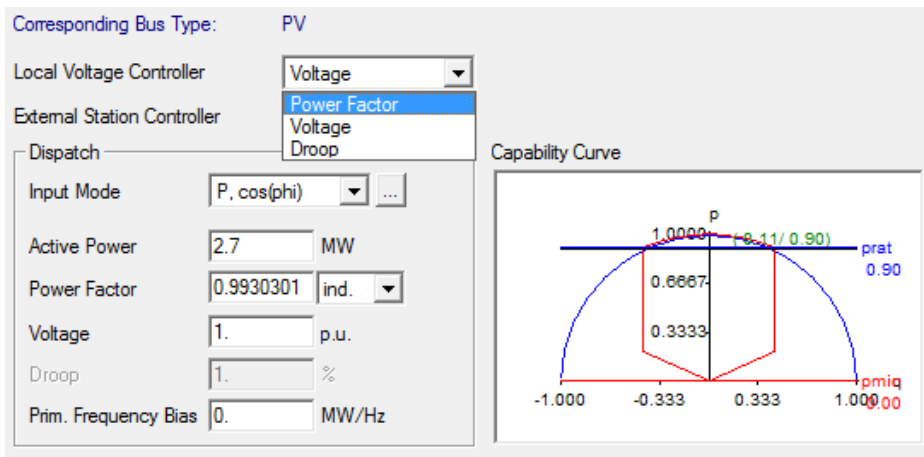 Corresponding Bus Type: PV
Local Voltage Controller Voltage
Power Factor
External Station Controller
Voltage
Droop
Dispatch
Capability Curve
Input Mode P, cos(phi) ...
Active Power 2.7 MW
Power Factor 0.9930301 ind.
Voltage 1. p.u.
Droop 1. %
Prim. Frequency Bias 0. MW/Hz
p
1.0000 (-0.11/ 0.90)
prat
0.90
0.6667
0.3333
pmiq
0.00
-1.000 -0.333 0.333 1.000